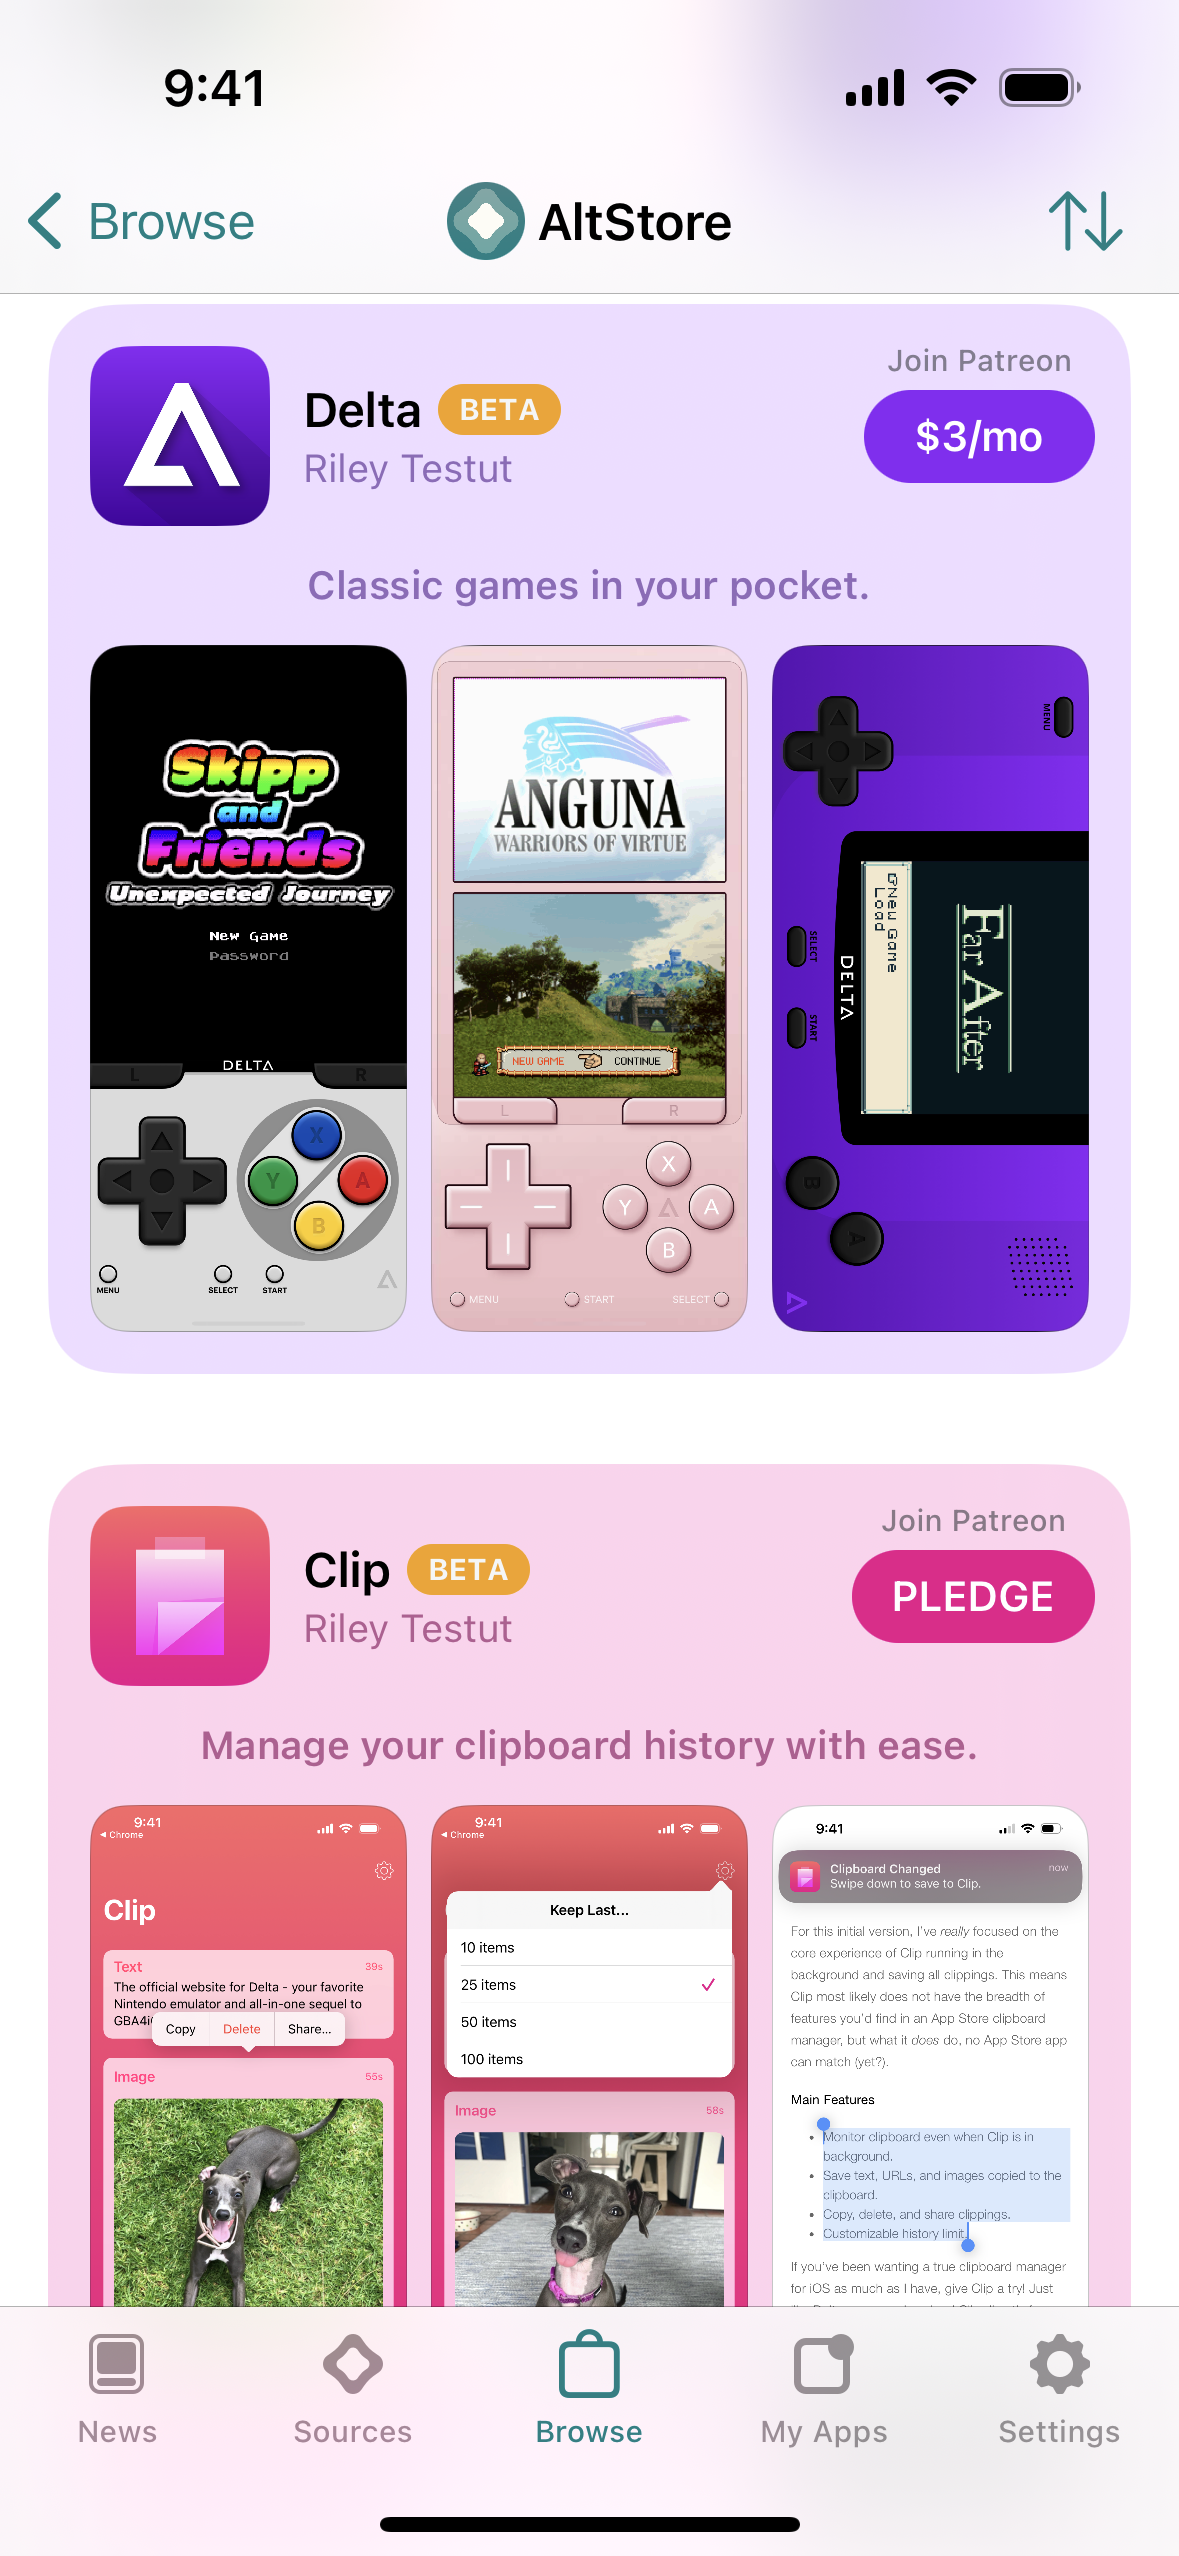 9:41
Browse
AltStore
Delta BETA
Riley Testut
Join Patreon
$3/mo
Classic games in your pocket.
Skipp
and
Friends
Unexpected Journey
New Game
Password
DELTA
L
R
X
Y
A
B
MENU
SELECT
START
ANGUNA
WARRIORS OF VIRTUE
NEW GAME
CONTINUE
L
R
X
Y
A
B
MENU
START
SELECT
MENU
Far After
New Game
Load
DELTA
SELECT
START
B
A
Clip BETA
Riley Testut
Join Patreon
PLEDGE
Manage your clipboard history with ease.
9:41
Chrome
Clip
Text
39s
The official website for Delta - your favorite
Nintendo emulator and all-in-one sequel to
GBA4i
Copy
Delete
Share...
Image
55s
9:41
Chrome
Keep Last...
10 items
25 items
50 items
100 items
Image
58s
9:41
Clipboard Changed
now
Swipe down to save to Clip.
For this initial version, I've really focused on the
core experience of Clip running in the
background and saving all clippings. This means
Clip most likely does not have the breadth of
features you'd find in an App Store clipboard
manager, but what it does do, no App Store app
can match (yet?).
Main Features
• Monitor clipboard even when Clip is in
background.
• Save text, URLs, and images copied to the
clipboard.
• Copy, delete, and share clippings.
• Customizable history limit.
If you've been wanting a true clipboard manager
for iOS as much as I have, give Clip a try! Just
News
Sources
Browse
My Apps
Settings